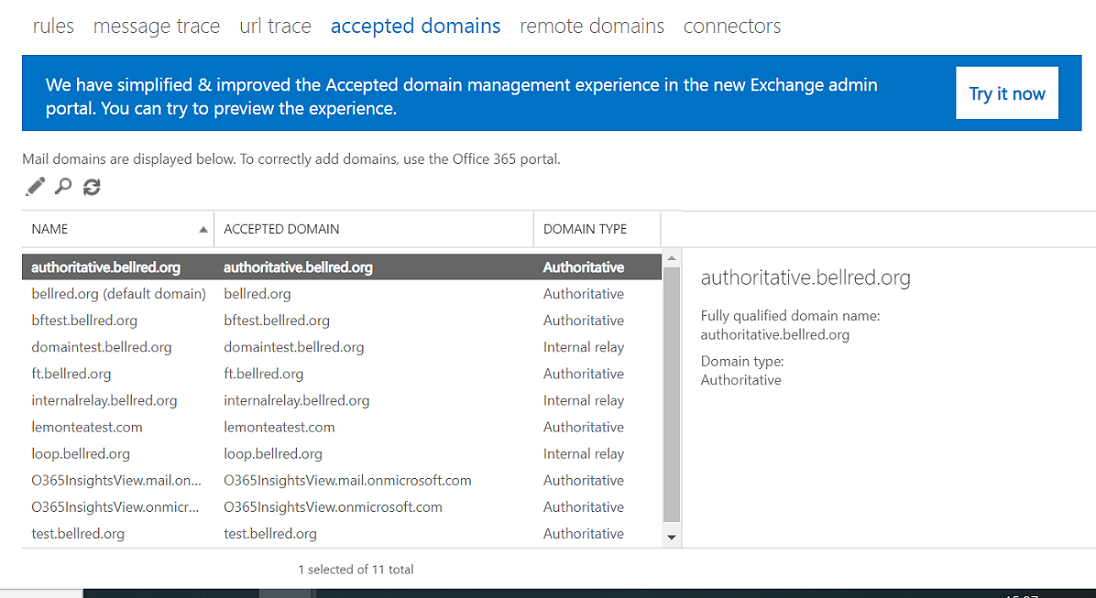 rules message trace url trace accepted domains remote domains connectors
We have simplified & improved the Accepted domain management experience in the new Exchange admin
portal. You can try to preview the experience.
Try it now
Mail domains are displayed below. To correctly add domains, use the Office 365 portal.
NAME ACCEPTED DOMAIN DOMAIN TYPE
authoritative.bellred.org authoritative.bellred.org Authoritative
bellred.org (default domain) bellred.org Authoritative
bftest.bellred.org bftest.bellred.org Authoritative
domaintest.bellred.org domaintest.bellred.org Internal relay
ft.bellred.org ft.bellred.org Authoritative
internalrelay.bellred.org internalrelay.bellred.org Internal relay
lemonteatest.com lemonteatest.com Authoritative
loop.bellred.org loop.bellred.org Internal relay
O365InsightsView.mail.on... O365InsightsView.mail.onmicrosoft.com Authoritative
O365InsightsView.onmicr... O365InsightsView.onmicrosoft.com Authoritative
test.bellred.org test.bellred.org Authoritative
authoritative.bellred.org
Fully qualified domain name:
authoritative.bellred.org
Domain type:
Authoritative
1 selected of 11 total